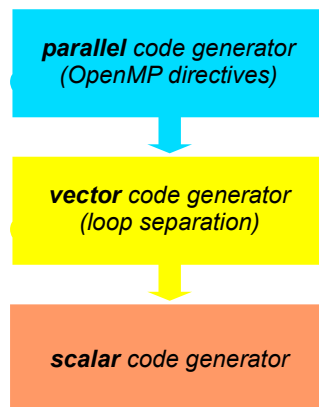 parallel code generator
(OpenMP directives)
vector code generator
(loop separation)
scalar code generator